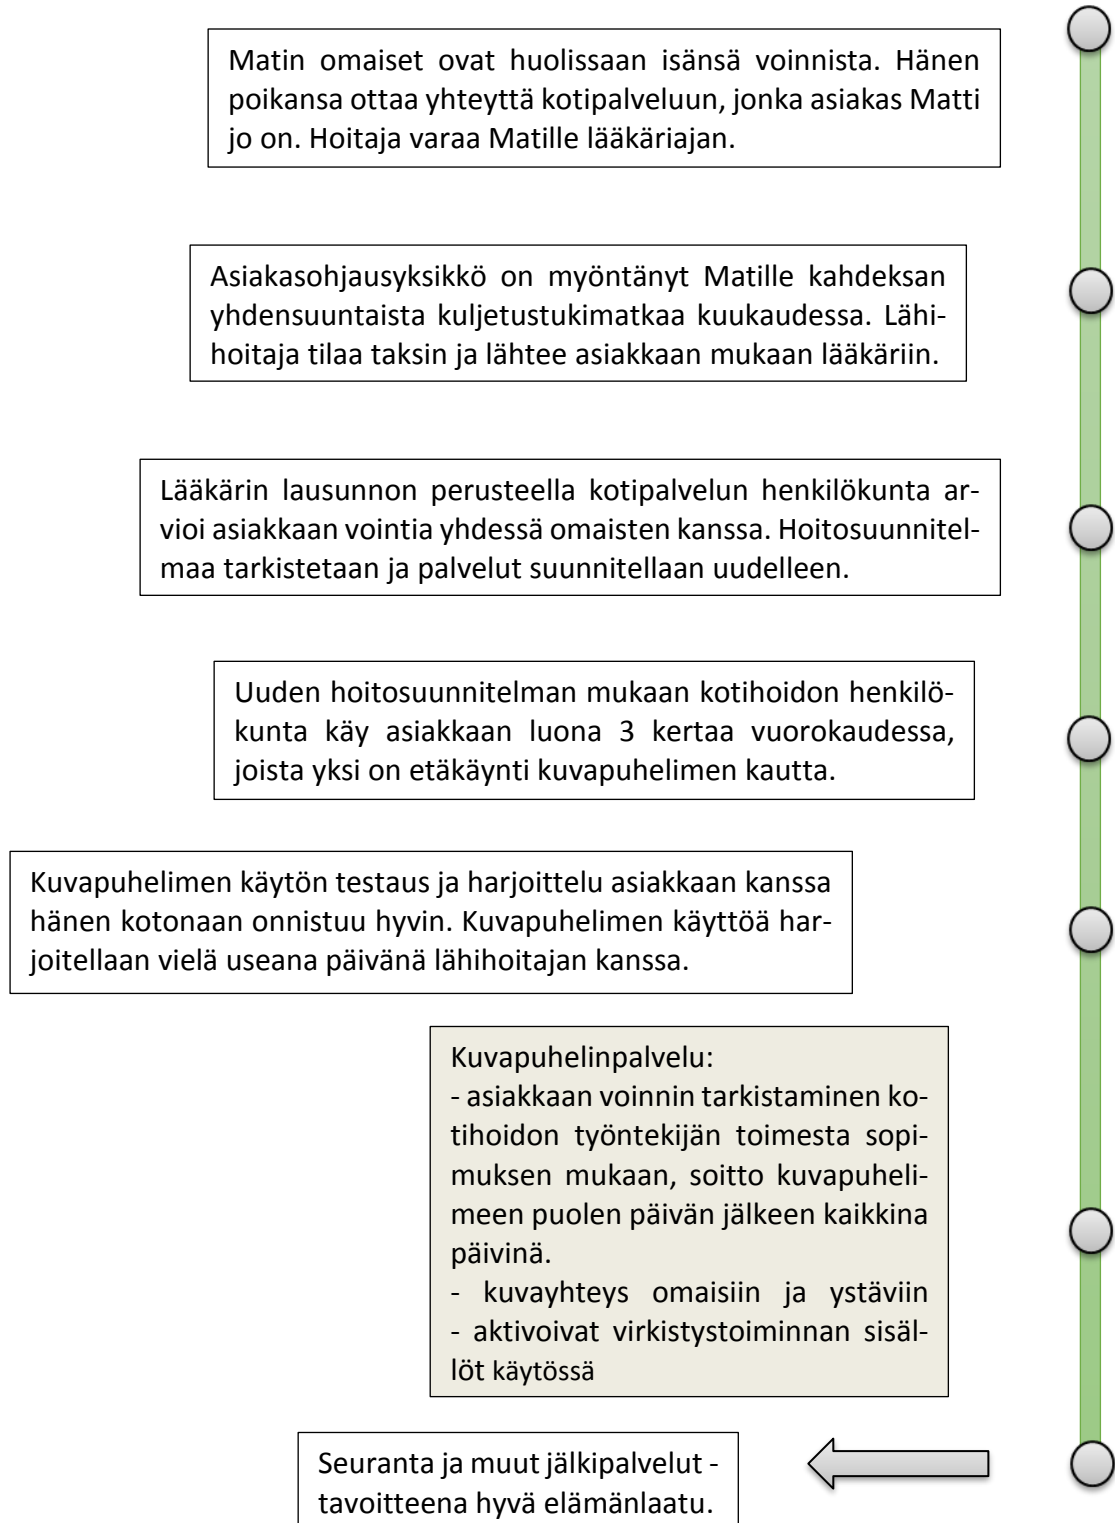 Matin omaiset ovat huolissaan isänsä voinnista. Hänen
poikansa ottaa yhteyttä kotipalveluun, jonka asiakas Matti
jo on. Hoitaja varaa Matille lääkäriajan.
Asiakasohjausyksikkö on myöntänyt Matille kahdeksan
yhdensuuntaista kuljetustukimatkaa kuukaudessa. Lähi-
hoitaja tilaa taksin ja lähtee asiakkaan mukaan lääkäriin.
Lääkärin lausunnon perusteella kotipalvelun henkilökunta ar-
vioi asiakkaan vointia yhdessä omaisten kanssa. Hoitosuunnitel-
maa tarkistetaan ja palvelut suunnitellaan uudelleen.
Uuden hoitosuunnitelman mukaan kotihoidon henkilö-
kunta käy asiakkaan luona 3 kertaa vuorokaudessa,
joista yksi on etäkäynti kuvapuhelimen kautta.
Kuvapuhelimen käytön testaus ja harjoittelu asiakkaan kanssa
hänen kotonaan onnistuu hyvin. Kuvapuhelimen käyttöä har-
joitellaan vielä useana päivänä lähihoitajan kanssa.
Kuvapuhelinpalvelu:
- asiakkaan voinnin tarkistaminen ko-
tihoidon työntekijän toimesta sopi-
muksen mukaan, soitto kuvapuheli-
meen puolen päivän jälkeen kaikkina
päivinä.
- kuvayhteys omaisiin ja ystäviin
- aktivoivat virkistystoiminnan sisäl-
löt käytössä
Seuranta ja muut jälkipalvelut -
tavoitteena hyvä elämänlaatu.